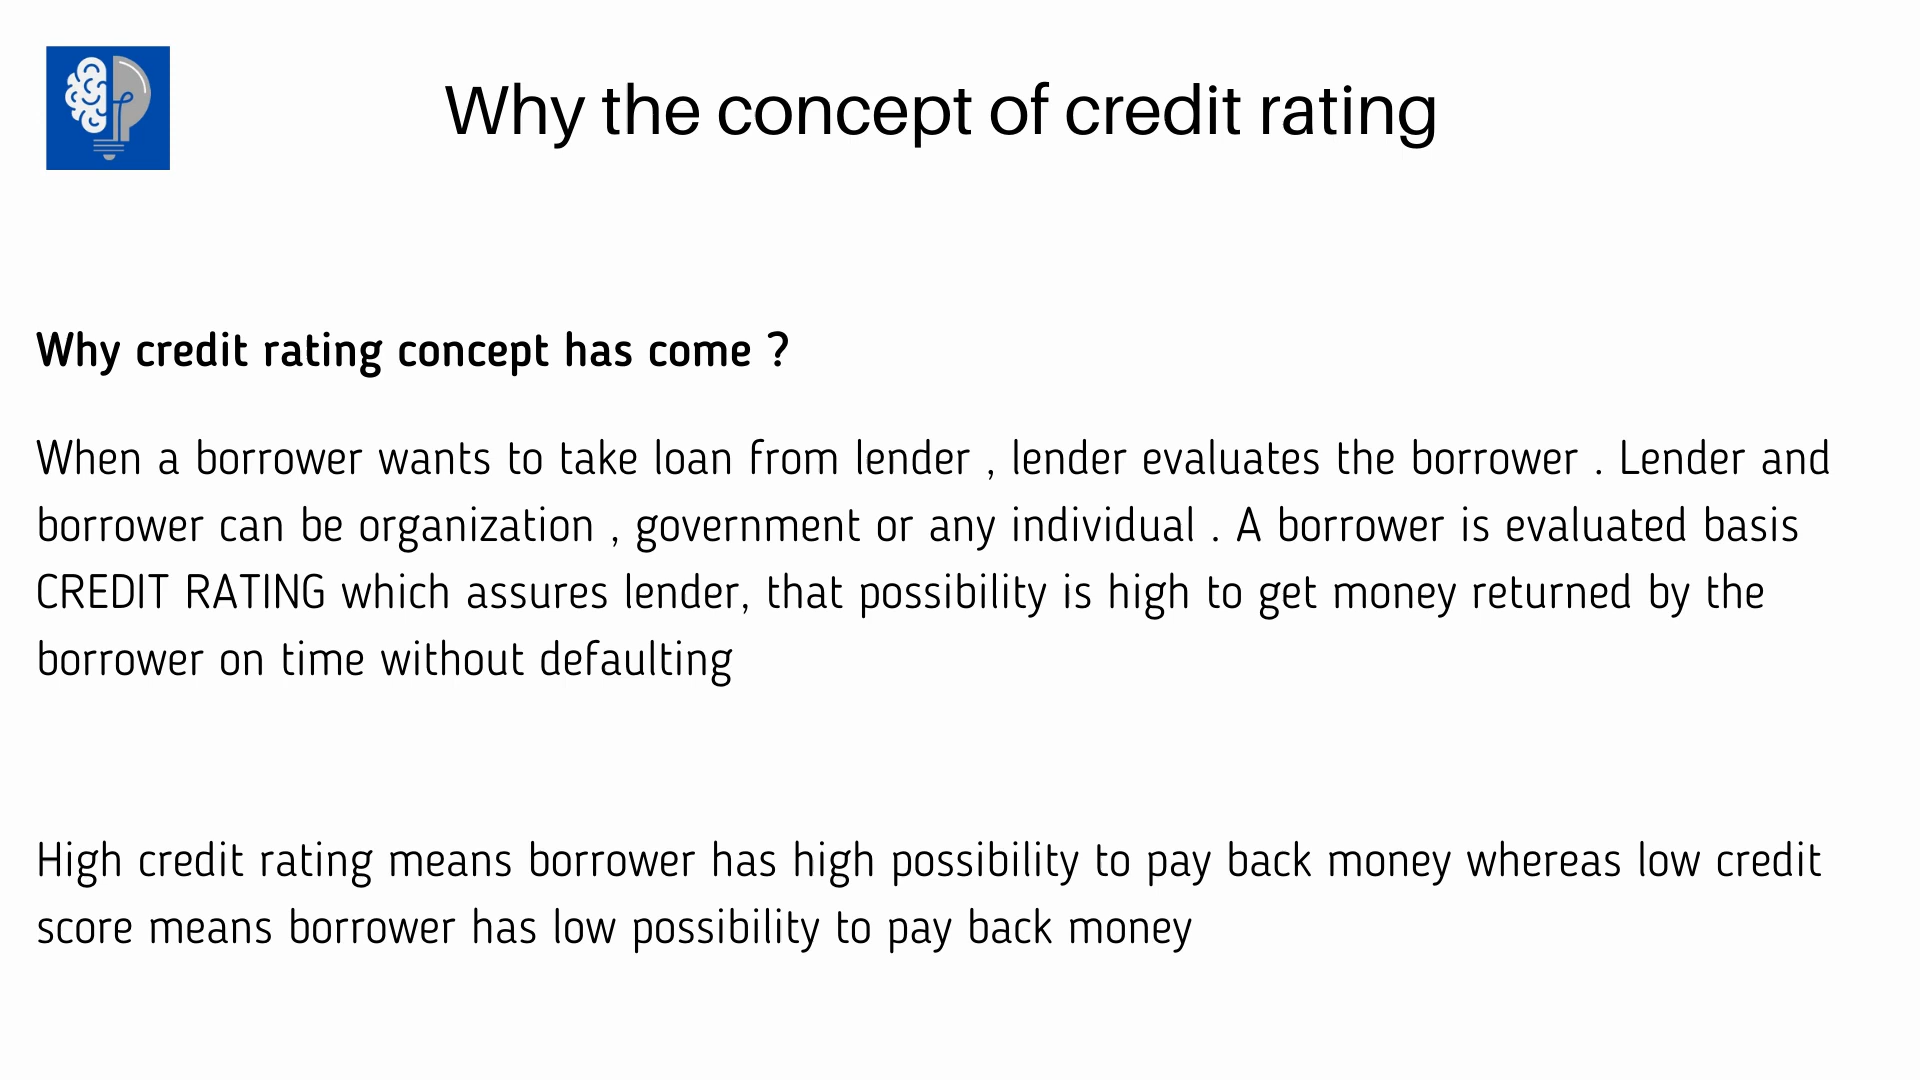 Why the concept of credit rating
Why credit rating concept has come ?
When a borrower wants to take loan from lender , lender evaluates the borrower . Lender and
borrower can be organization , government or any individual . A borrower is evaluated basis
CREDIT RATING which assures lender, that possibility is high to get money returned by the
borrower on time without defaulting
High credit rating means borrower has high possibility to pay back money whereas low credit
score means borrower has low possibility to pay back money